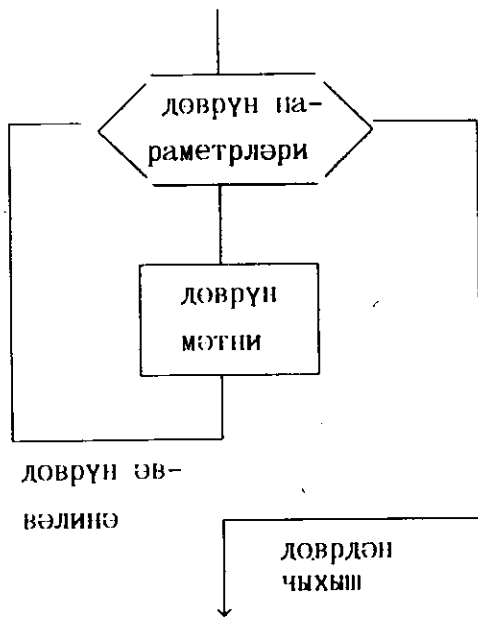 дөврүн па-
раметрләри
дөврүн
мәтни
дөврүн әв-
вәлинә
дөврдән
чыхыш